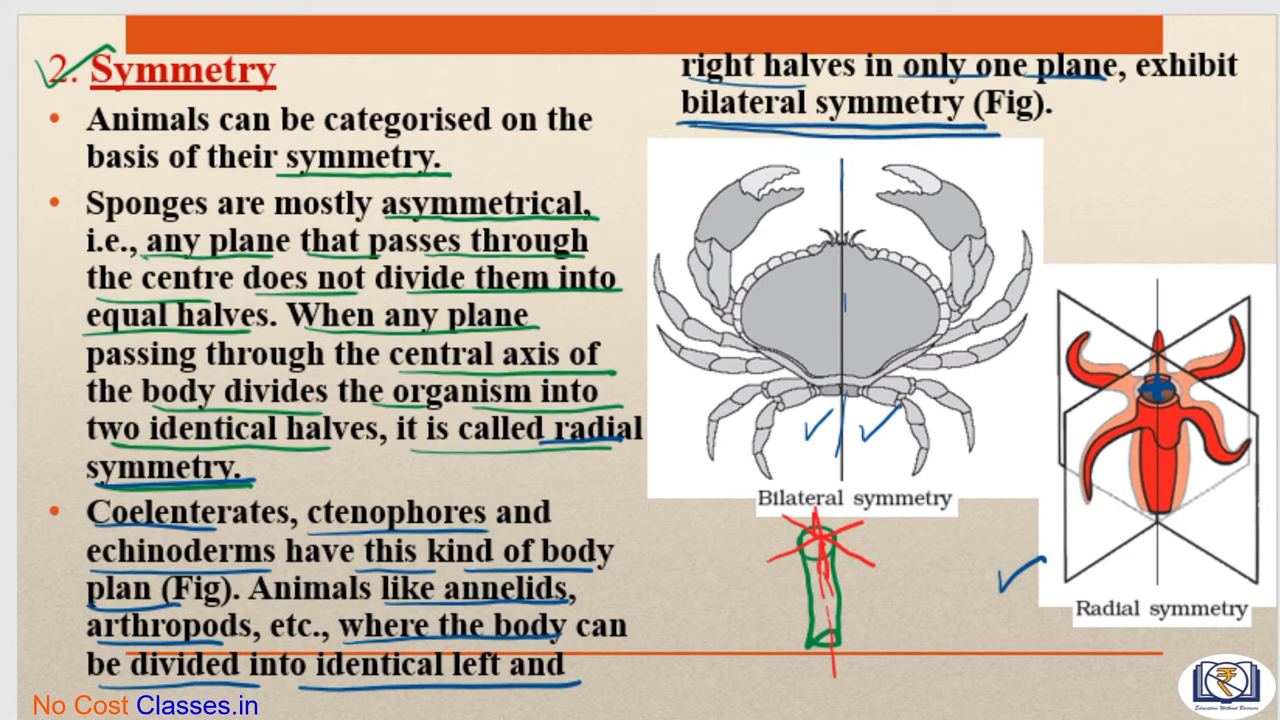 2. Symmetry
• Animals can be categorised on the
basis of their symmetry.
• Sponges are mostly asymmetrical,
i.e., any plane that passes through
the centre does not divide them into
equal halves. When any plane
passing through the central axis of
the body divides the organism into
two identical halves, it is called radial
symmetry.
• Coelenterates, ctenophores and
echinoderms have this kind of body
plan (Fig). Animals like annelids,
arthropods, etc., where the body can
be divided into identical left and
right halves in only one plane, exhibit
bilateral symmetry (Fig).
Bilateral symmetry
Radial symmetry
No Cost Classes.in
Education Without Barriers